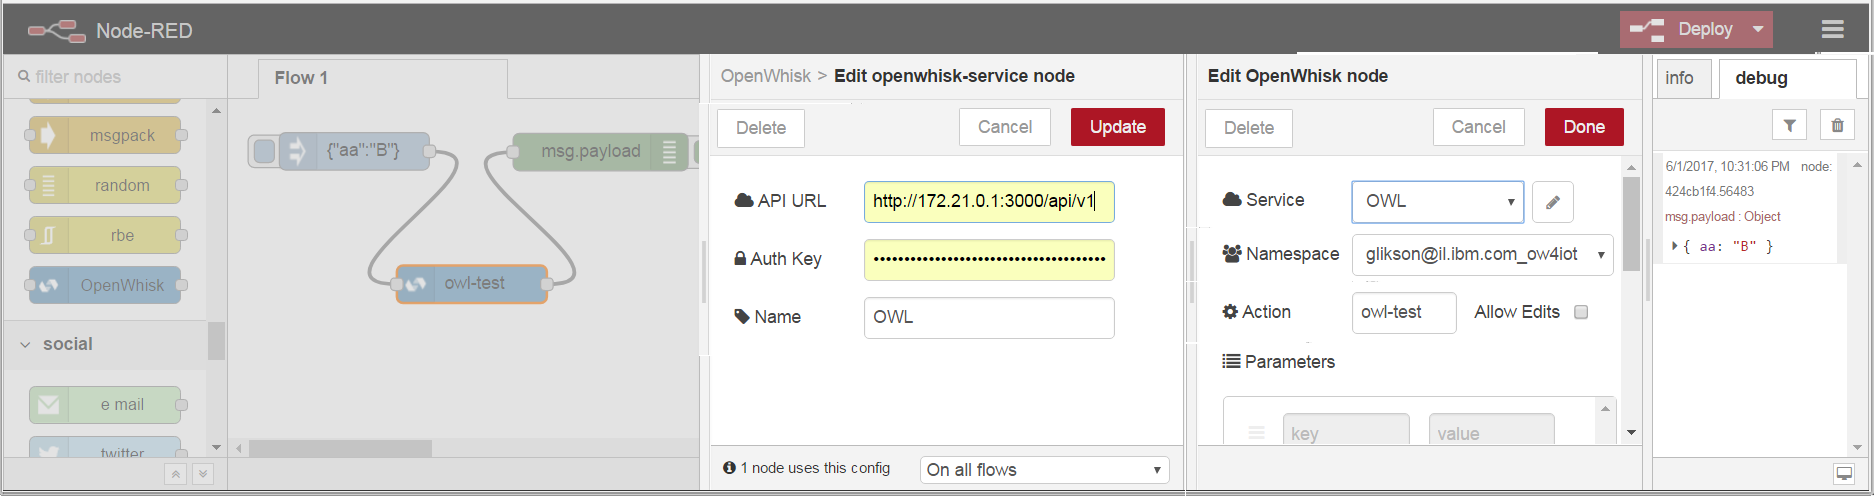 Node-RED
Deploy
filter nodes
msgpack
random
rbe
OpenWhisk
social
e mail
twitter
Flow 1
{"aa":"B"}
msg.payload
owl-test
OpenWhisk > Edit openwhisk-service node
Delete
Cancel
Update
API URL
http://172.21.0.1:3000/api/v1
Auth Key
Name
OWL
1 node uses this config
On all flows
Edit OpenWhisk node
Delete
Cancel
Done
Service
OWL
Namespace
glikson@il.ibm.com_ow4iot
Action
owl-test
Allow Edits
Parameters
key
value
info
debug
6/1/2017, 10:31:06 PM node:
424cb1f4.56483
msg.payload : Object
{ aa: "B" }